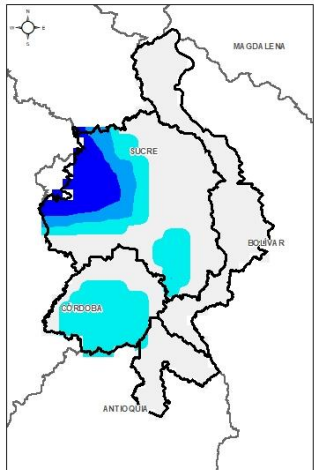 N
W
E
S
MAGDALENA
SUCRE
BOLIVAR
CORDOBA
ANTIOQUIA